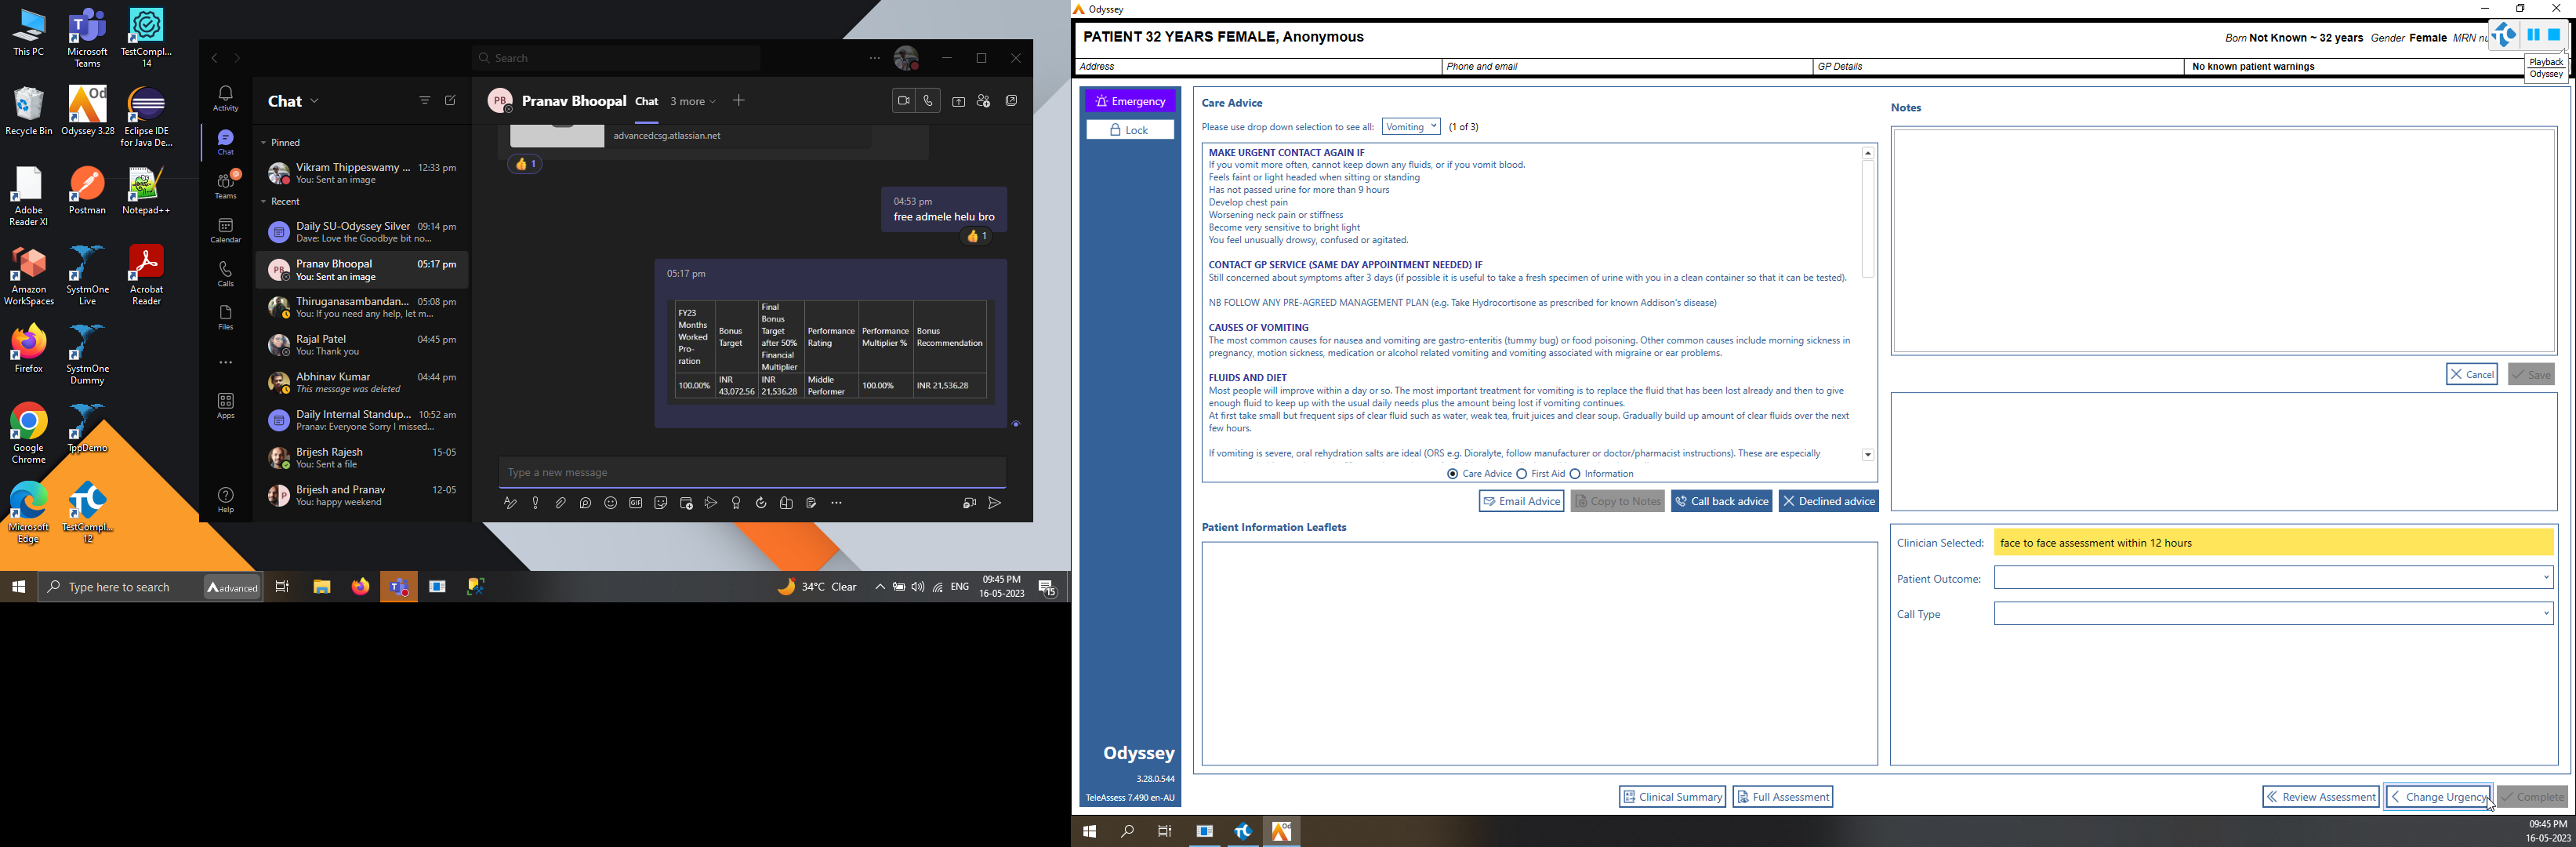 This PC
Microsoft
Teams
TestCompl...
14
Recycle Bin
Odyssey 3.28
Eclipse IDE
for Java De...
Adobe
Reader XI
Postman
Notepad++
Amazon
WorkSpaces
SystmOne
Live
Acrobat
Reader
Firefox
SystmOne
Dummy
Google
Chrome
TppDemo
Microsoft
Edge
TestCompl...
12
Search
Activity
Chat
Teams
Calendar
Calls
Files
Apps
Help
Chat
Pinned
Vikram Thippeswamy ... 12:33 pm
You: Sent an image
Recent
Daily SU-Odyssey Silver 09:14 pm
Dave: Love the Goodbye bit no...
Pranav Bhoopal 05:17 pm
You: Sent an image
Thiruganasambandan... 05:08 pm
You: If you need any help, let m...
Rajal Patel 04:45 pm
You: Thank you
Abhinav Kumar 04:44 pm
This message was deleted
Daily Internal Standup... 10:52 am
Pranav: Everyone Sorry I missed...
Brijesh Rajesh 15-05
You: Sent a file
Brijesh and Pranav 12-05
You: happy weekend
PB Pranav Bhoopal Chat 3 more
advancedcsg.atlassian.net
1
04:53 pm
free admele helu bro
1
05:17 pm
FY23 Months Worked Pro-ration
Bonus Target
Final Bonus Target after 50% Financial Multiplier
Performance Rating
Performance Multiplier %
Bonus Recommendation
100.00%
INR 43,072.56
INR 21,536.28
Middle Performer
100.00%
INR 21,536.28
Type a new message
Type here to search
advanced
34°C Clear
ENG
09:45 PM
16-05-2023
15
Odyssey
PATIENT 32 YEARS FEMALE, Anonymous
Born Not Known ~ 32 years Gender Female MRN nu
Address
Phone and email
GP Details
No known patient warnings
Playback
Odyssey
Emergency
Lock
Care Advice
Please use drop down selection to see all: Vomiting (1 of 3)
MAKE URGENT CONTACT AGAIN IF
If you vomit more often, cannot keep down any fluids, or if you vomit blood.
Feels faint or light headed when sitting or standing
Has not passed urine for more than 9 hours
Develop chest pain
Worsening neck pain or stiffness
Become very sensitive to bright light
You feel unusually drowsy, confused or agitated.
CONTACT GP SERVICE (SAME DAY APPOINTMENT NEEDED) IF
Still concerned about symptoms after 3 days (if possible it is useful to take a fresh specimen of urine with you in a clean container so that it can be tested).
NB FOLLOW ANY PRE-AGREED MANAGEMENT PLAN (e.g. Take Hydrocortisone as prescribed for known Addison's disease)
CAUSES OF VOMITING
The most common causes for nausea and vomiting are gastro-enteritis (tummy bug) or food poisoning. Other common causes include morning sickness in
pregnancy, motion sickness, medication or alcohol related vomiting and vomiting associated with migraine or ear problems.
FLUIDS AND DIET
Most people will improve within a day or so. The most important treatment for vomiting is to replace the fluid that has been lost already and then to give
enough fluid to keep up with the usual daily needs plus the amount being lost if vomiting continues.
At first take small but frequent sips of clear fluid such as water, weak tea, fruit juices and clear soup. Gradually build up amount of clear fluids over the next
few hours.
If vomiting is severe, oral rehydration salts are ideal (ORS e.g. Dioralyte, follow manufacturer or doctor/pharmacist instructions). These are especially
Care Advice First Aid Information
Email Advice
Copy to Notes
Call back advice
Declined advice
Patient Information Leaflets
Notes
Cancel
Save
Clinician Selected: face to face assessment within 12 hours
Patient Outcome:
Call Type
Odyssey
3.28.0.544
TeleAssess 7.490 en-AU
Clinical Summary
Full Assessment
Review Assessment
Change Urgency
Complete
09:45 PM
16-05-2023